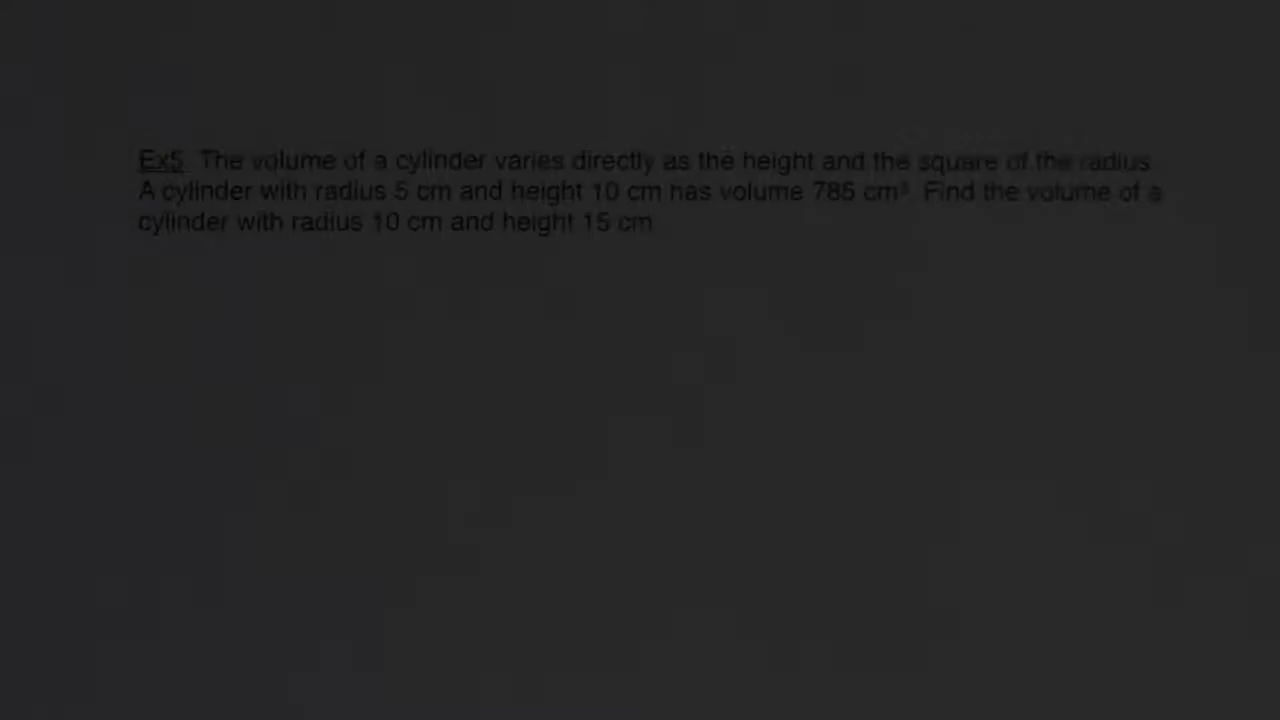 Ex5. The volume of a cylinder varies directly as the height and the square of the radius.
A cylinder with radius 5 cm and height 10 cm has volume 785 cm³. Find the volume of a
cylinder with radius 10 cm and height 15 cm